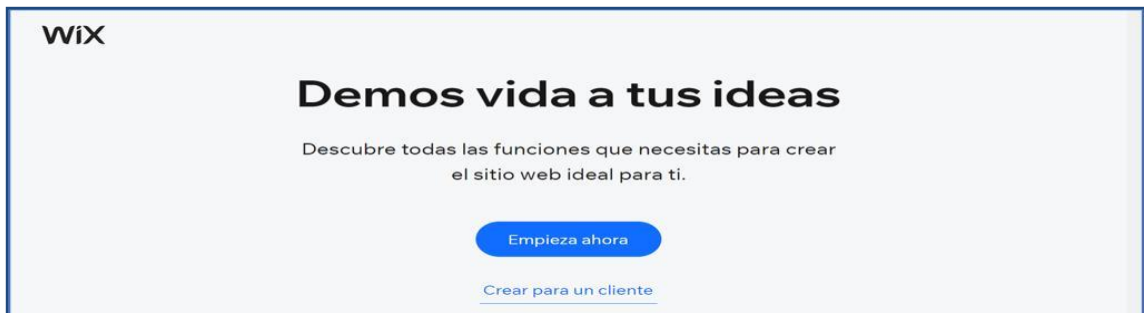 WiX
Demos vida a tus ideas
Descubre todas las funciones que necesitas para crear
el sitio web ideal para ti.
Empieza ahora
Crear para un cliente